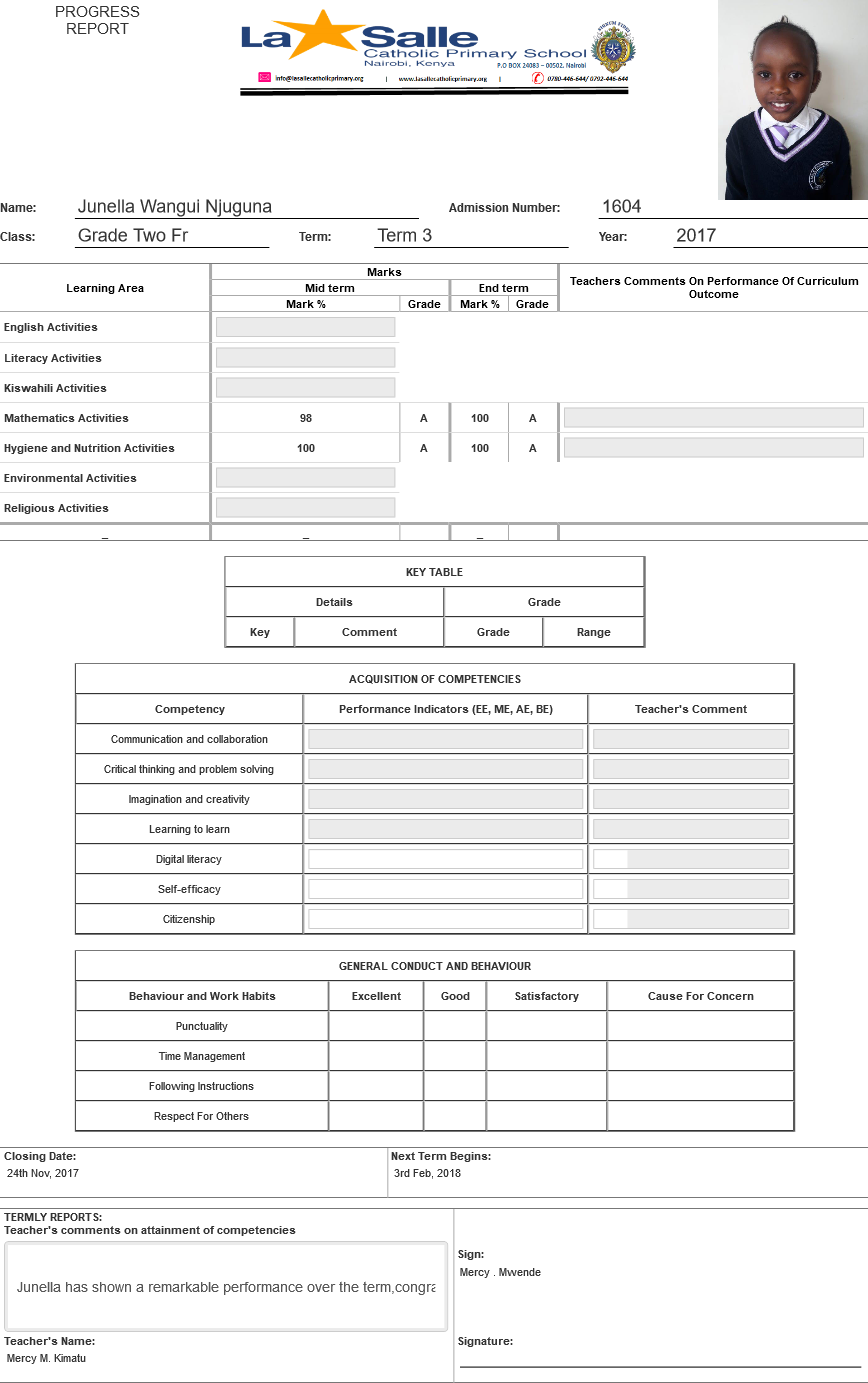 PROGRESS
REPORT
La Salle
Catholic Primary School
Nairobi, Kenya
P.O BOX 24083 – 00502, Nairobi
info@lasallecatholicprimary.org | www.lasallecatholicprimary.org | 0780-446-644/ 0792-446-644
Name: Junella Wangui Njuguna Admission Number: 1604
Class: Grade Two Fr Term: Term 3 Year: 2017
Learning Area Marks Teachers Comments On Performance Of Curriculum Outcome
Mid term End term
Mark % Grade Mark % Grade
English Activities
Literacy Activities
Kiswahili Activities
Mathematics Activities 98 A 100 A
Hygiene and Nutrition Activities 100 A 100 A
Environmental Activities
Religious Activities
_ _ _
KEY TABLE
Details Grade
Key Comment Grade Range
ACQUISITION OF COMPETENCIES
Competency Performance Indicators (EE, ME, AE, BE) Teacher's Comment
Communication and collaboration
Critical thinking and problem solving
Imagination and creativity
Learning to learn
Digital literacy
Self-efficacy
Citizenship
GENERAL CONDUCT AND BEHAVIOUR
Behaviour and Work Habits Excellent Good Satisfactory Cause For Concern
Punctuality
Time Management
Following Instructions
Respect For Others
Closing Date: Next Term Begins:
24th Nov, 2017 3rd Feb, 2018
TERMLY REPORTS:
Teacher's comments on attainment of competencies
Junella has shown a remarkable performance over the term,congra
Sign:
Mercy . Mwende
Teacher's Name:
Mercy M. Kimatu
Signature: